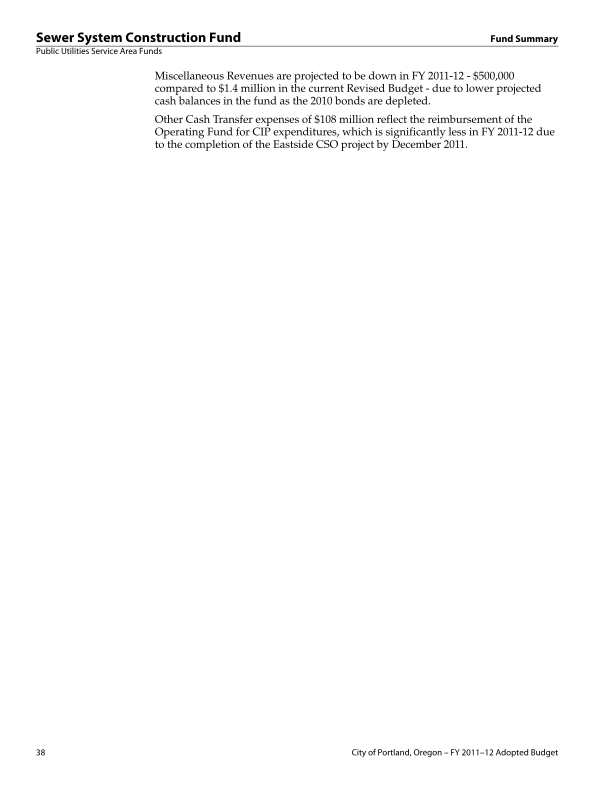 Sewer System Construction Fund
Fund Summary
Public Utilities Service Area Funds
Miscellaneous Revenues are projected to be down in FY 2011-12 - $500,000
compared to $1.4 million in the current Revised Budget - due to lower projected
cash balances in the fund as the 2010 bonds are depleted.
Other Cash Transfer expenses of $108 million reflect the reimbursement of the
Operating Fund for CIP expenditures, which is significantly less in FY 2011-12 due
to the completion of the Eastside CSO project by December 2011.
38
City of Portland, Oregon – FY 2011–12 Adopted Budget